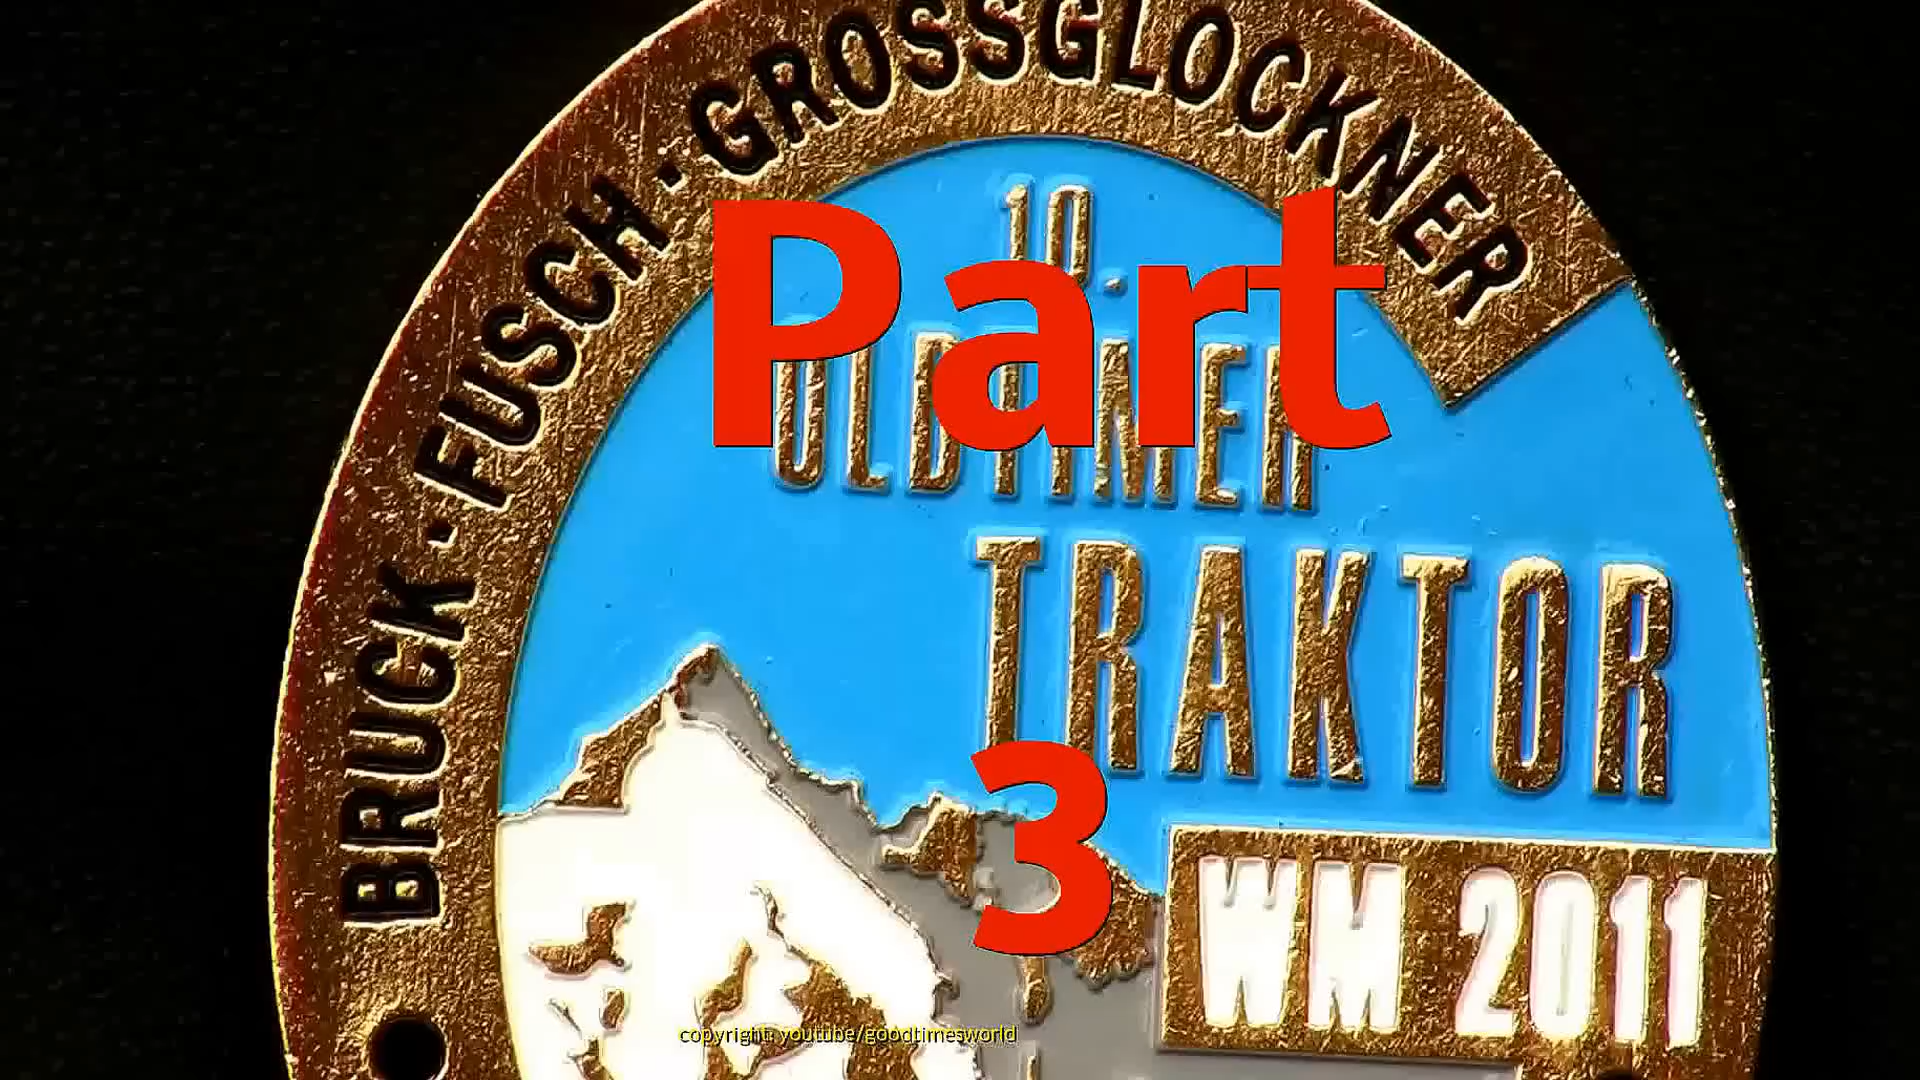 BRUCK · FUSCH · GROSSGLOCKNER
10.
OLDTIMER
TRAKTOR
WM 2011
Part
3
copyright: youtube/goodtimesworld